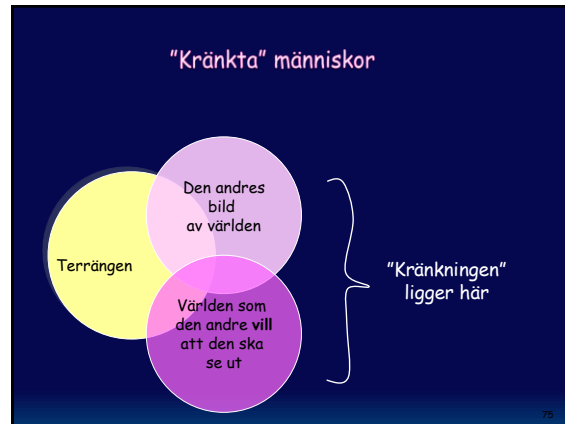 ”Kränkta” människor
Den andres
bild
av världen
Terrängen
”Kränkningen”
ligger här
Världen som
den andre vill
att den ska
se ut
75